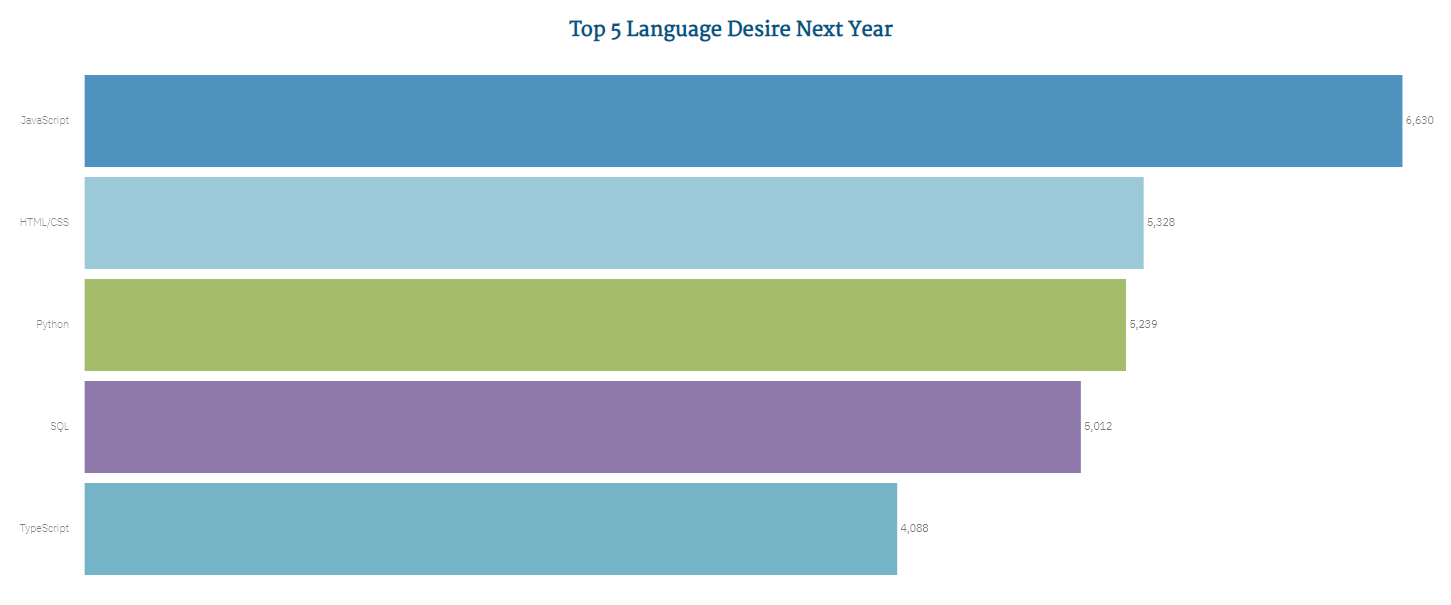 Top 5 Language Desire Next Year
JavaScript
6,630
HTML/CSS
5,328
Python
5,239
SQL
5,012
TypeScript
4,088